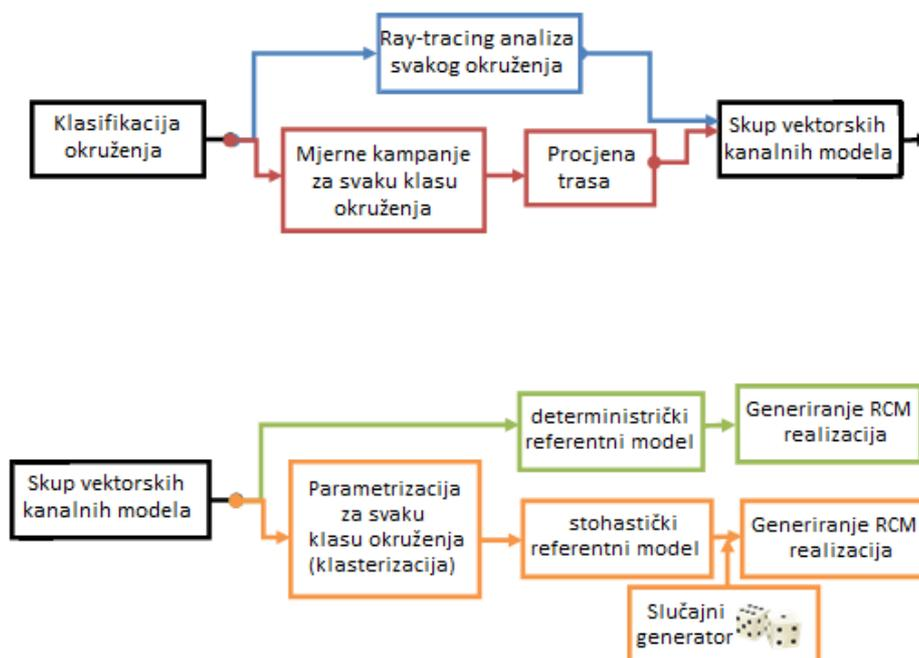 Ray-tracing analiza
svakog okruženja
Klasifikacija
okruženja
Mjerne kampanje
za svaku klasu
okruženja
Procjena
trasa
Skup vektorskih
kanalnih modela
deterministrički
referentni model
Generiranje RCM
realizacija
Skup vektorskih
kanalnih modela
Parametrizacija
za svaku
klasu okruženja
(klasterizacija)
stohastički
referentni model
Generiranje RCM
realizacija
Slučajni
generator